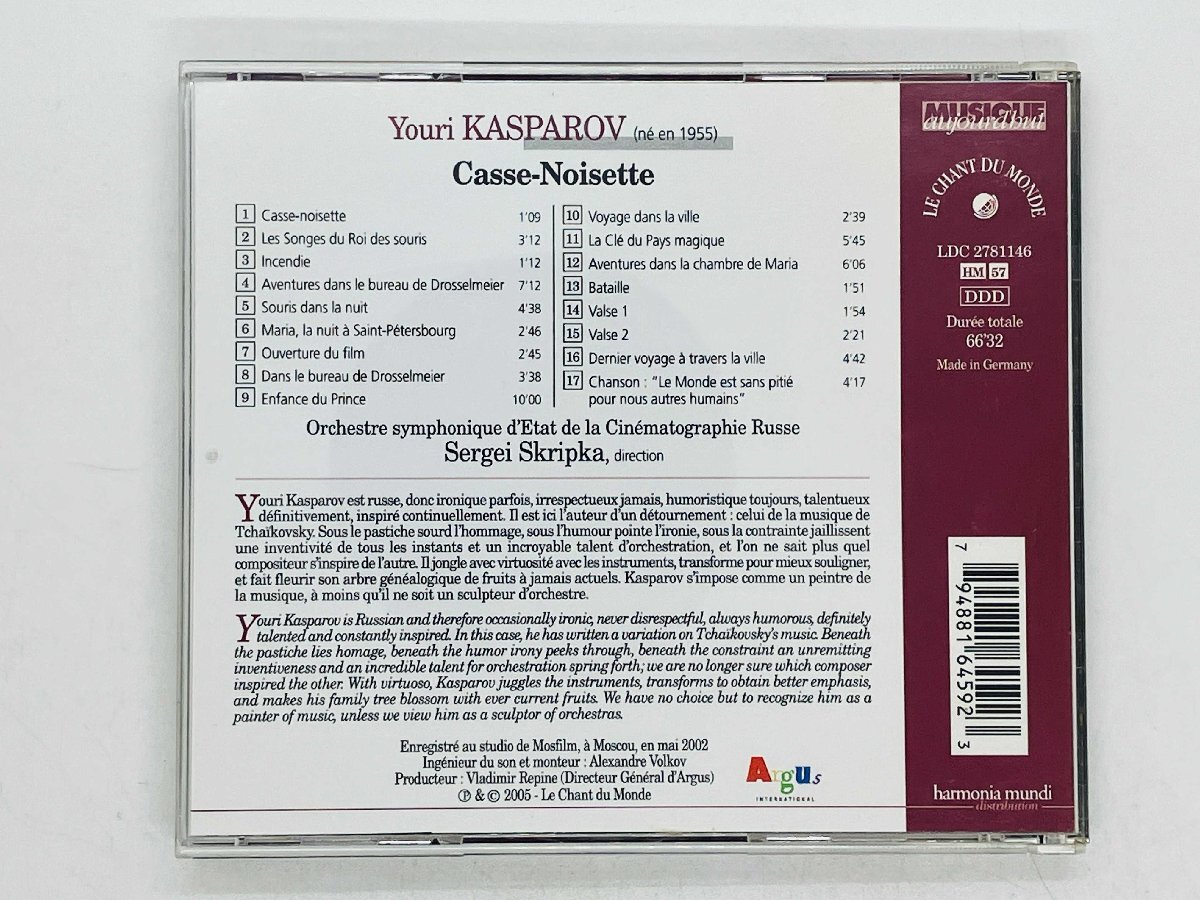 Youri KASPAROV (né en 1955)
Casse-Noisette
1 Casse-noisette 1'09
2 Les Songes du Roi des souris 3'12
3 Incendie 1'12
4 Aventures dans le bureau de Drosselmeier 7'12
5 Souris dans la nuit 4'38
6 Maria, la nuit à Saint-Pétersbourg 2'46
7 Ouverture du film 2'45
8 Dans le bureau de Drosselmeier 3'38
9 Enfance du Prince 10'00
10 Voyage dans la ville 2'39
11 La Clé du Pays magique 5'45
12 Aventures dans la chambre de Maria 6'06
13 Bataille 1'51
14 Valse 1 1'54
15 Valse 2 2'21
16 Dernier voyage à travers la ville 4'42
17 Chanson : "Le Monde est sans pitié 4'17
pour nous autres humains"
Orchestre symphonique d'Etat de la Cinématographie Russe
Sergei Skripka, direction
Youri Kasparov est russe, donc ironique parfois, irrespectueux jamais, humoristique toujours, talentueux
définitivement, inspiré continuellement. Il est ici l'auteur d'un détournement : celui de la musique de
Tchaïkovsky. Sous le pastiche sourd l'hommage, sous l'humour pointe l'ironie, sous la contrainte jaillissent
une inventivité de tous les instants et un incroyable talent d'orchestration, et l'on ne sait plus quel
compositeur s'inspire de l'autre. Il jongle avec virtuosité avec les instruments, transforme pour mieux souligner,
et fait fleurir son arbre généalogique de fruits à jamais actuels. Kasparov s'impose comme un peintre de
la musique, à moins qu'il ne soit un sculpteur d'orchestre.
Youri Kasparov is Russian and therefore occasionally ironic, never disrespectful, always humorous, definitely
talented and constantly inspired. In this case, he has written a variation on Tchaïkovsky's music. Beneath
the pastiche lies homage, beneath the humor irony peeks through, beneath the constraint an unremitting
inventiveness and an incredible talent for orchestration spring forth; we are no longer sure which composer
inspired the other. With virtuoso, Kasparov juggles the instruments, transforms to obtain better emphasis,
and makes his family tree blossom with ever current fruits. We have no choice but to recognize him as a
painter of music, unless we view him as a sculptor of orchestras.
Enregistré au studio de Mosfilm, à Moscou, en mai 2002
Ingénieur du son et monteur : Alexandre Volkov
Producteur : Vladimir Repine (Directeur Général d'Argus)
℗ & © 2005 - Le Chant du Monde
Argus
INTERNATIONAL
MUSIQUE
aujourd'hui
LE CHANT DU MONDE
LDC 2781146
HM 57
DDD
Durée totale
66'32
Made in Germany
7 94881 64592 3
harmonia mundi
distribution